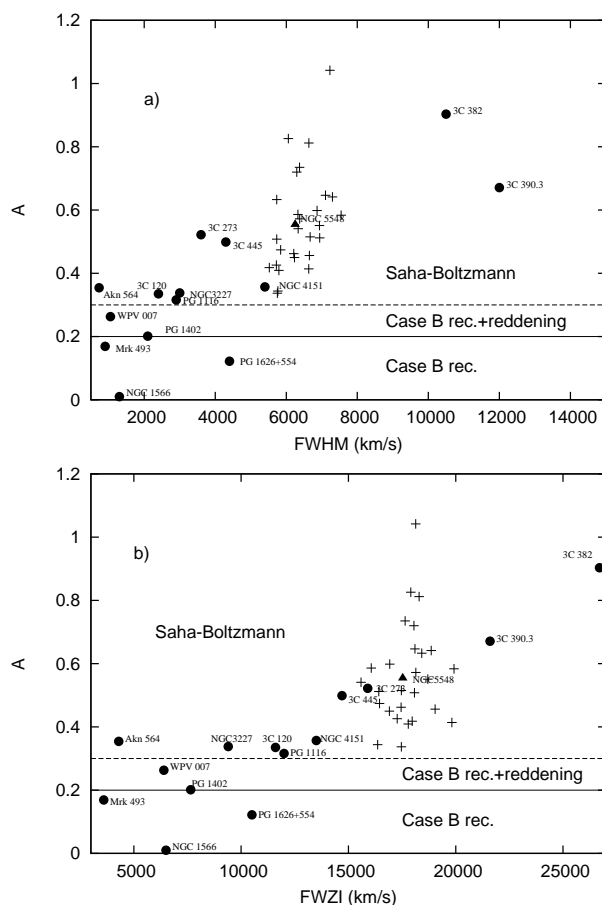 1.2
a)
1
3C 382
0.8
3C 390.3
A
0.6
NGC 5548
3C 273
3C 445
0.4
Saha-Boltzmann
Akn 564
3C 120
NGC3227
NGC 4151
PG 1116
WPV 007
Case B rec.+reddening
PG 1402
0.2
Mrk 493
PG 1626+554
Case B rec.
NGC 1566
0
2000 4000 6000 8000 10000 12000 14000
FWHM (km/s)
1.2
b)
1
3C 382
0.8
Saha-Boltzmann
3C 390.3
A
0.6
NGC5548
3C 273
3C 445
0.4
Akn 564
NGC3227
3C 120
NGC 4151
PG 1116
WPV 007
Case B rec.+reddening
PG 1402
0.2
Mrk 493
PG 1626+554
Case B rec.
NGC 1566
0
5000 10000 15000 20000 25000
FWZI (km/s)